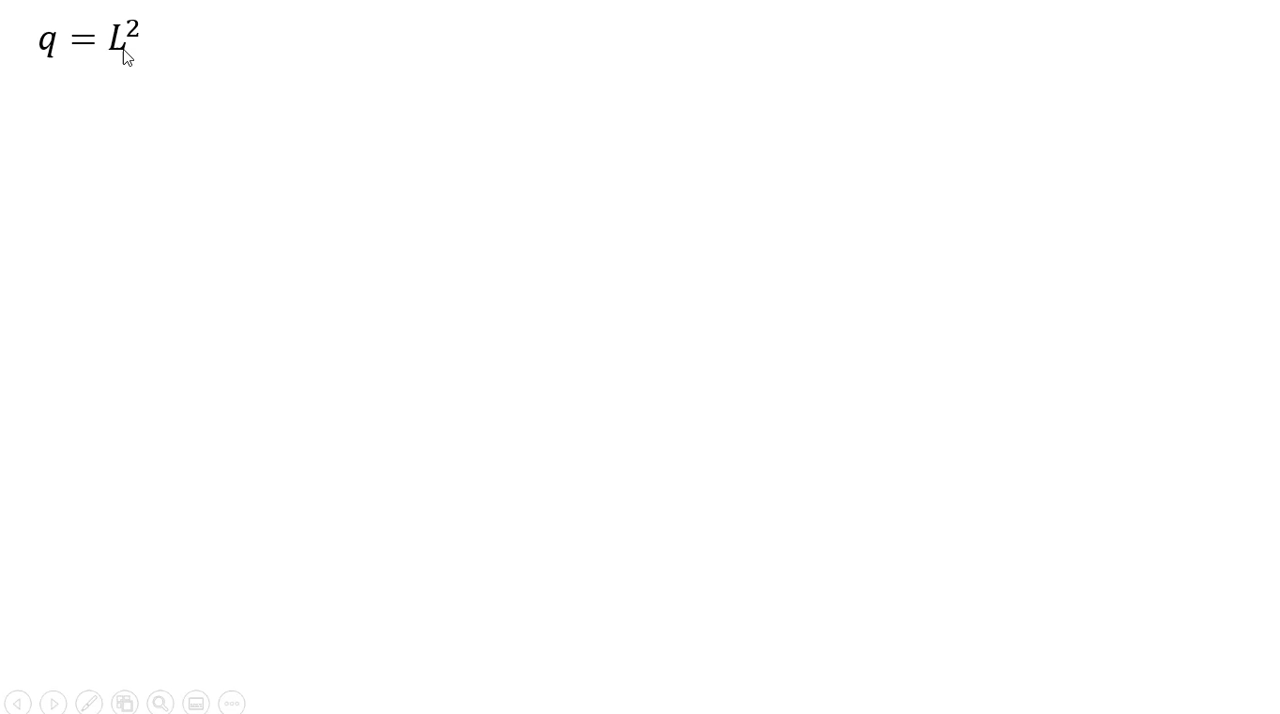 q = L²